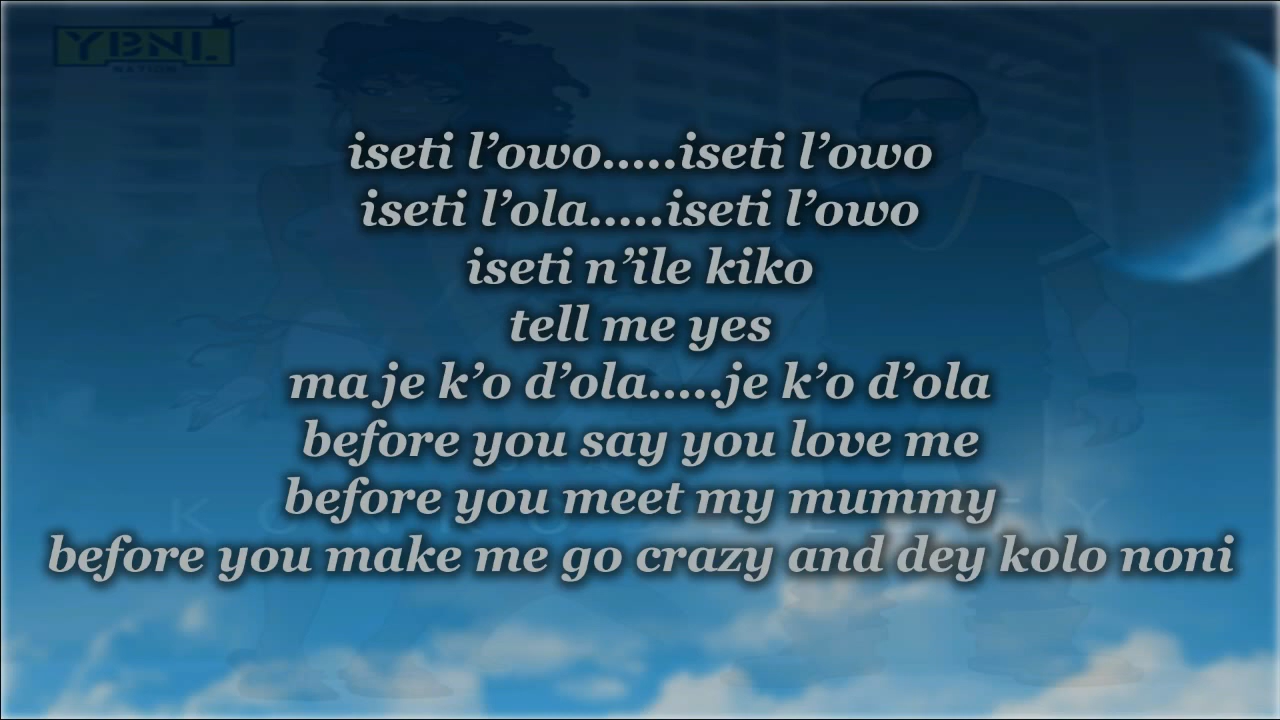 YBNL
NATION
iseti l’owo.....iseti l’owo
iseti l’ola.....iseti l’owo
iseti n’ile kiko
tell me yes
ma je k’o d’ola.....je k’o d’ola
before you say you love me
before you meet my mummy
before you make me go crazy and dey kolo noni